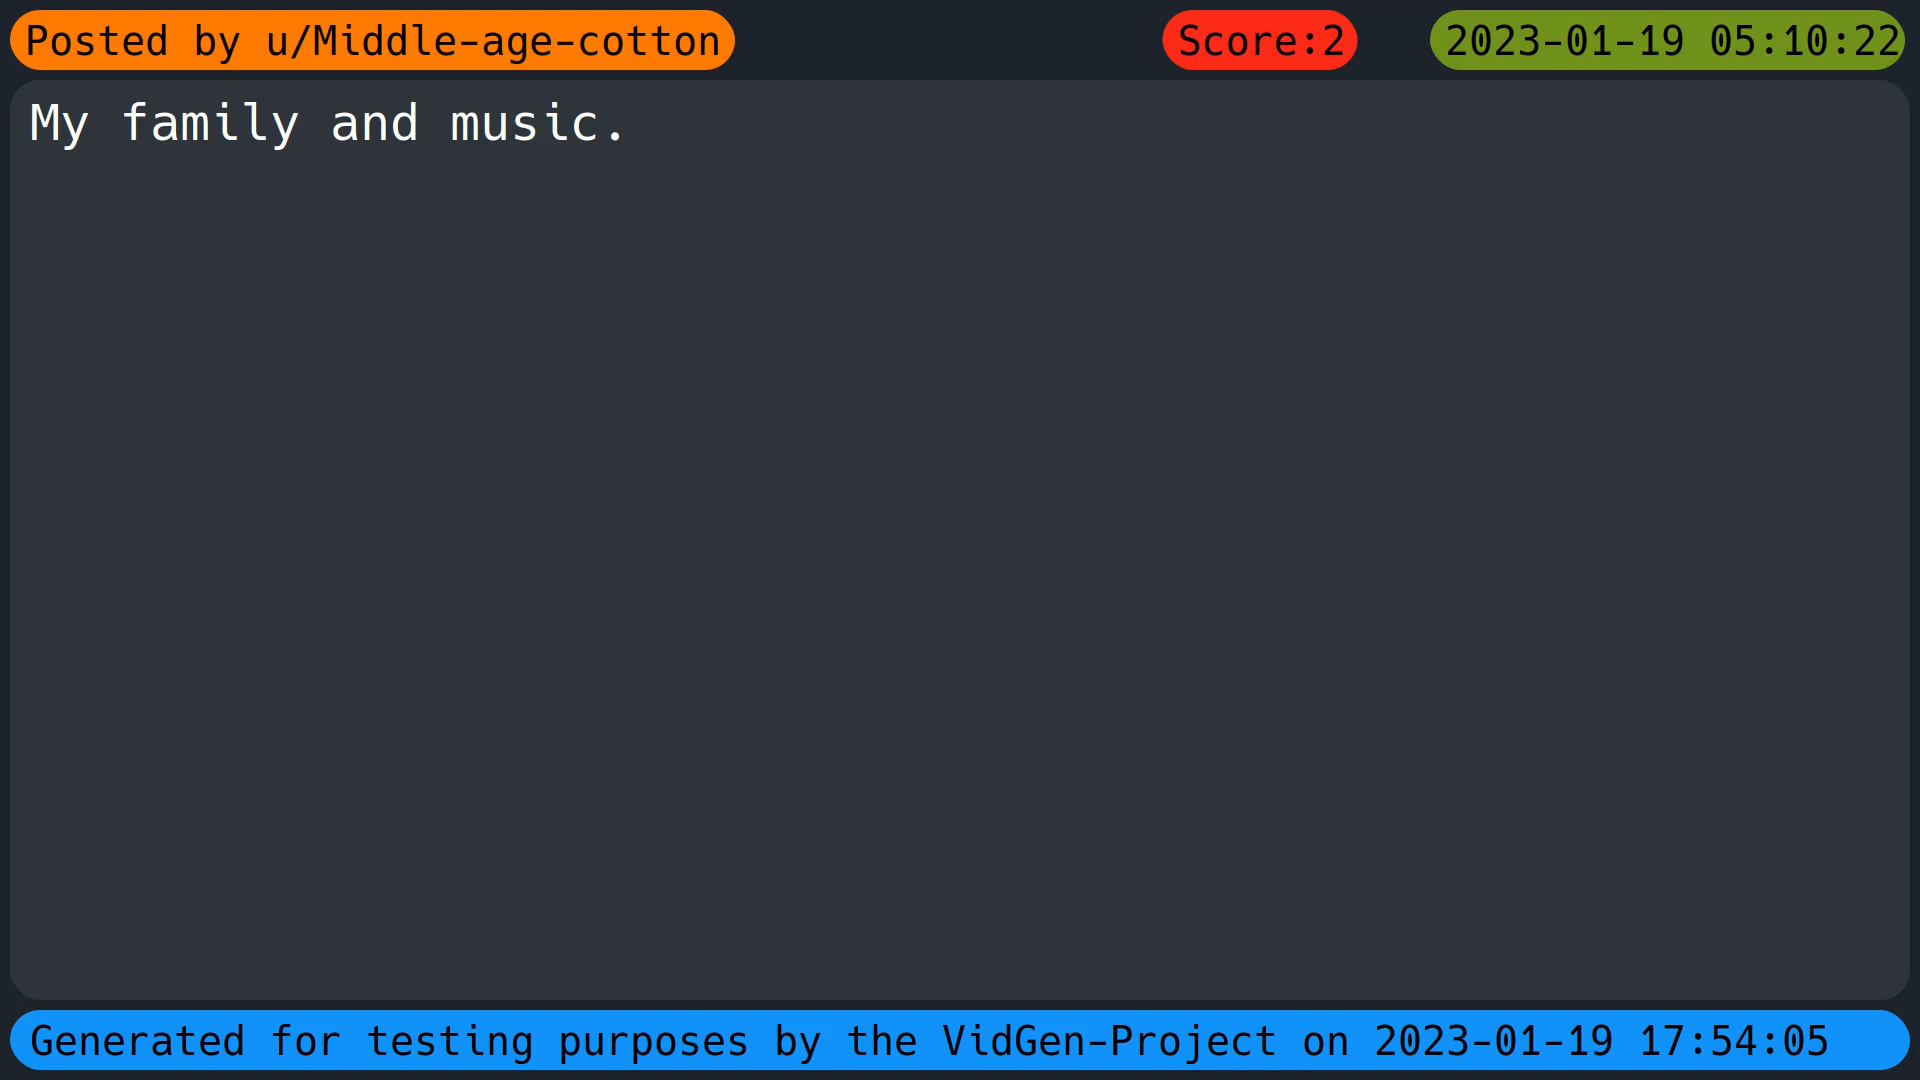 Posted by u/Middle-age-cotton Score:2 2023-01-19 05:10:22
My family and music.
Generated for testing purposes by the VidGen-Project on 2023-01-19 17:54:05